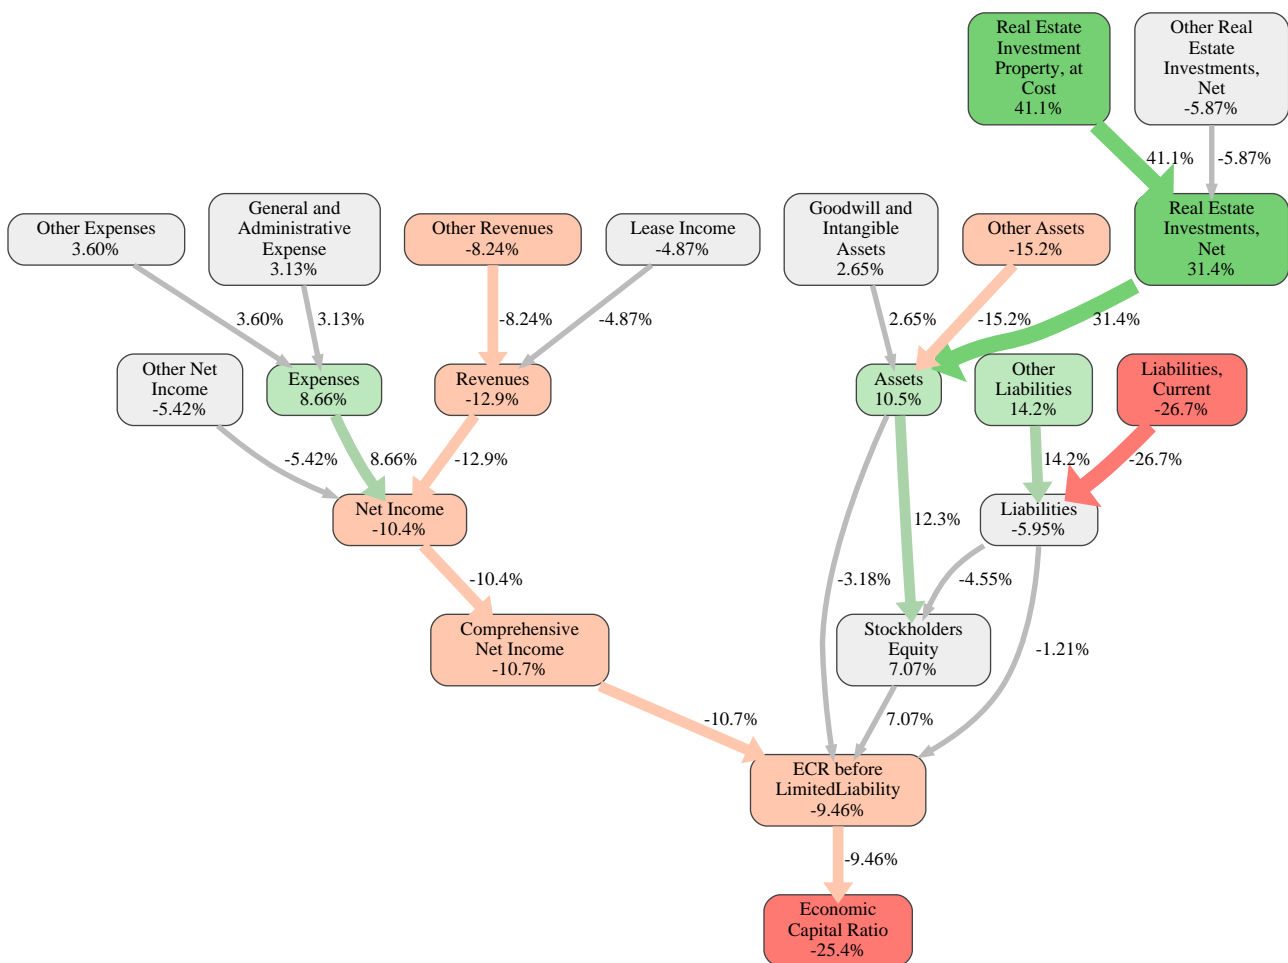 Real Estate
Investment
Property, at
Cost
41.1%
Other Real
Estate
Investments,
Net
-5.87%
41.1%
-5.87%
Other Expenses
3.60%
General and
Administrative
Expense
3.13%
Other Revenues
-8.24%
Lease Income
-4.87%
Goodwill and
Intangible
Assets
2.65%
Other Assets
-15.2%
Real Estate
Investments,
Net
31.4%
3.60%
3.13%
-8.24%
-4.87%
2.65%
-15.2%
31.4%
Other Net
Income
-5.42%
Expenses
8.66%
Revenues
-12.9%
Assets
10.5%
Other
Liabilities
14.2%
Liabilities,
Current
-26.7%
-5.42%
8.66%
-12.9%
14.2%
-26.7%
Net Income
-10.4%
12.3%
Liabilities
-5.95%
-10.4%
-3.18%
-4.55%
Comprehensive
Net Income
-10.7%
Stockholders
Equity
7.07%
-1.21%
-10.7%
7.07%
ECR before
LimitedLiability
-9.46%
-9.46%
Economic
Capital Ratio
-25.4%